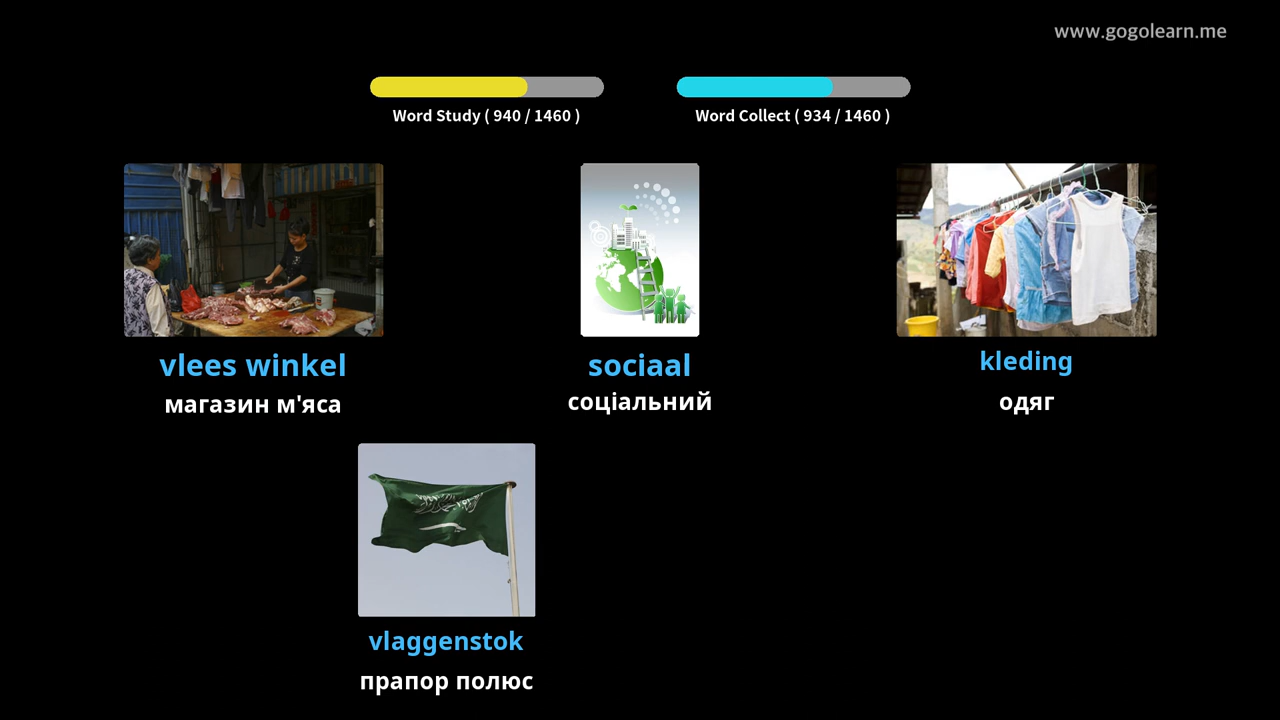 www.gogolearn.me
Word Study ( 940 / 1460 )
Word Collect ( 934 / 1460 )
vlees winkel
магазин м'яса
sociaal
соціальний
kleding
одяг
vlaggenstok
прапор полюс